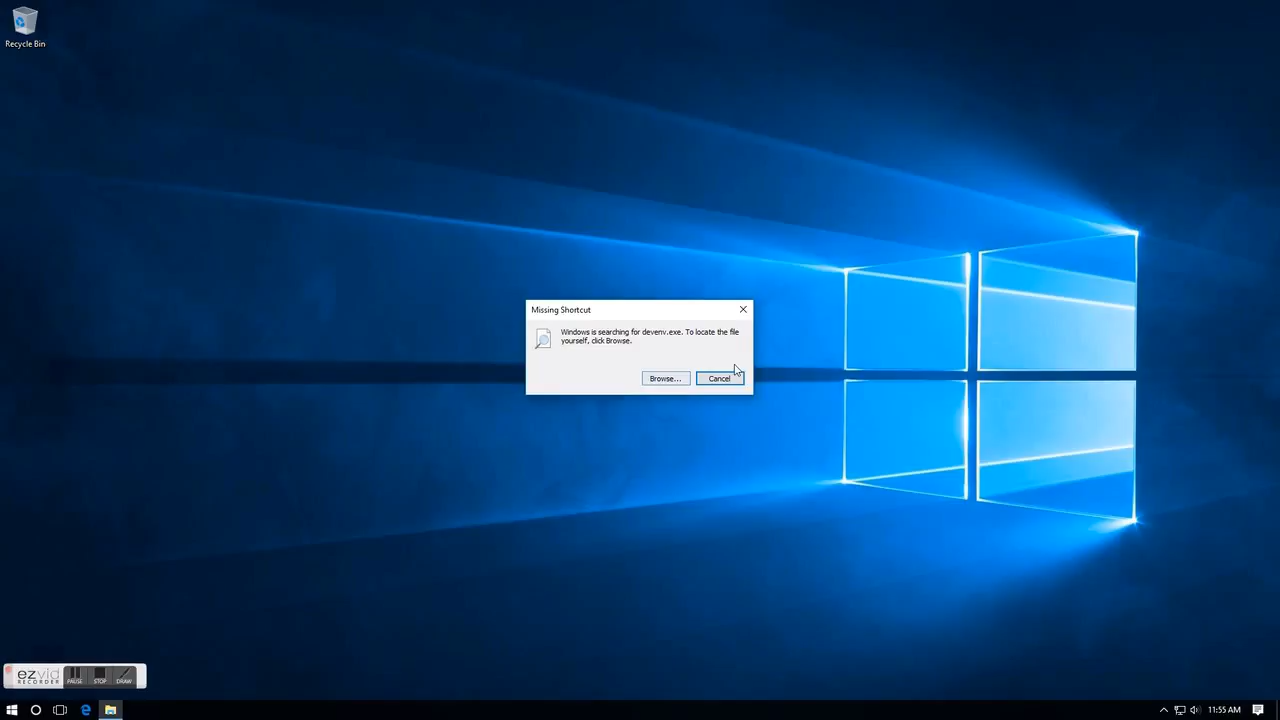 Recycle Bin
Missing Shortcut
Windows is searching for devenv.exe. To locate the file
yourself, click Browse.
Browse...
Cancel
ezvid
RECORDER
PAUSE
STOP
DRAW
11:55 AM